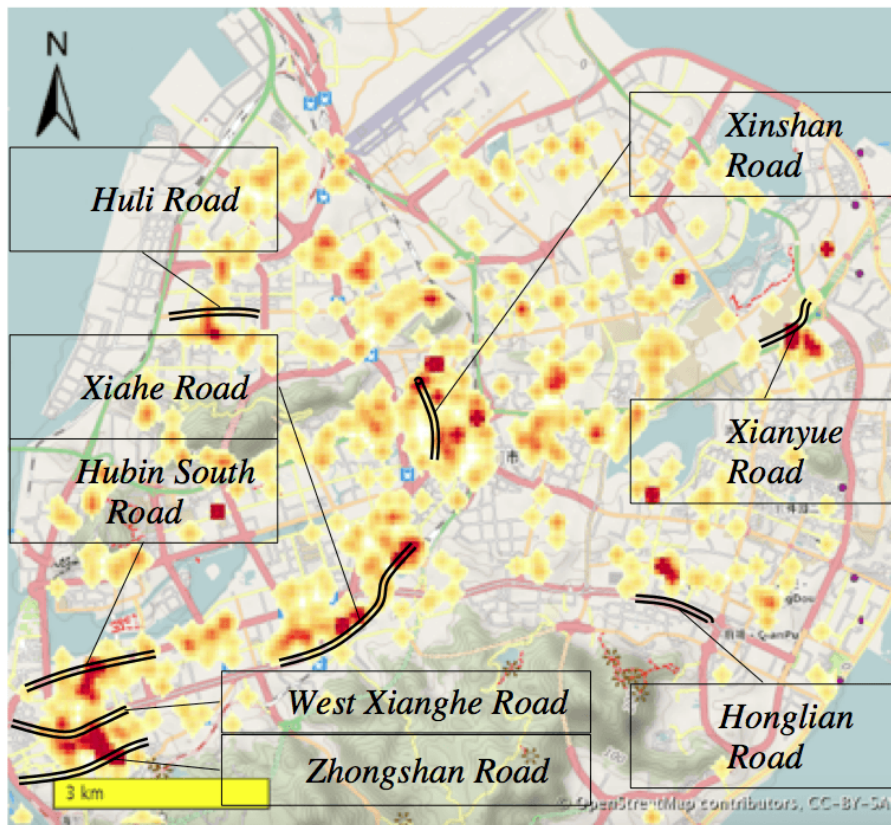 N
Xinshan
Road
Huli Road
Xiahe Road
Hubin South
Road
Xianyue
Road
市
West Xianghe Road
Zhongshan Road
Honglian
Road
3 km
© OpenStreetMap contributors, CC-BY-SA